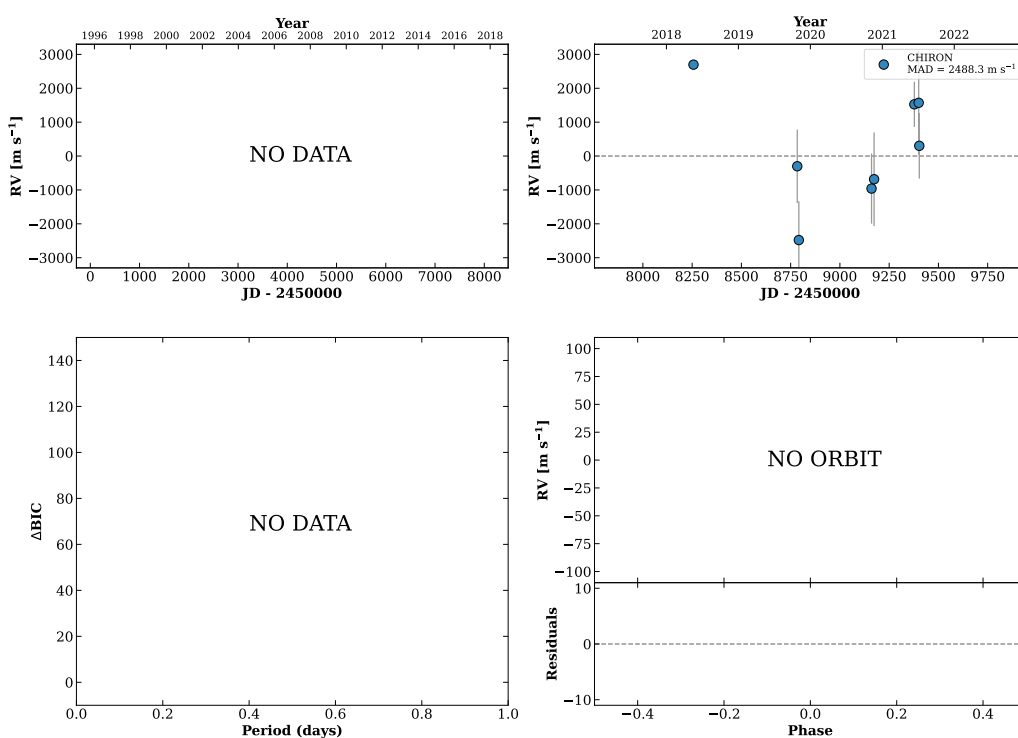 Year
1996 1998 2000 2002 2004 2006 2008 2010 2012 2014 2016 2018
3000
2000
1000
0
−1000
−2000
−3000
RV [m s⁻¹]
NO DATA
0 1000 2000 3000 4000 5000 6000 7000 8000
JD - 2450000
Year
2018 2019 2020 2021 2022
3000
2000
1000
0
−1000
−2000
−3000
RV [m s⁻¹]
CHIRON
MAD = 2488.3 m s⁻¹
8000 8250 8500 8750 9000 9250 9500 9750
JD - 2450000
140
120
100
80
60
40
20
0
ΔBIC
NO DATA
0.0 0.2 0.4 0.6 0.8 1.0
Period (days)
100
75
50
25
0
−25
−50
−75
−100
RV [m s⁻¹]
NO ORBIT
10
0
−10
Residuals
−0.4 −0.2 0.0 0.2 0.4
Phase